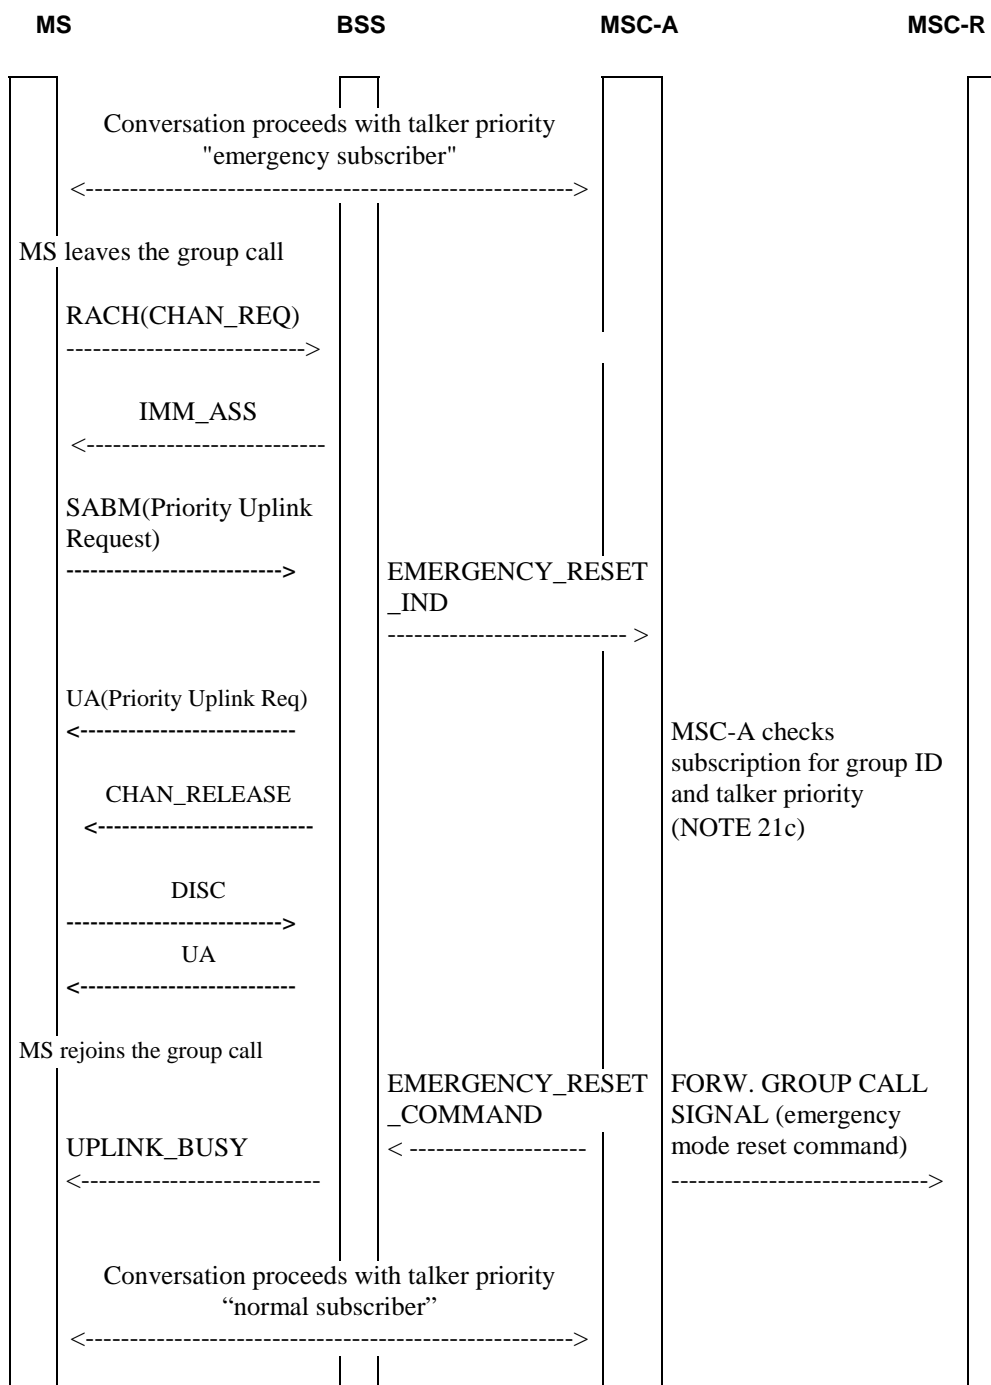 MS BSS MSC-A MSC-R
Conversation proceeds with talker priority
"emergency subscriber"
MS leaves the group call
RACH(CHAN_REQ)
IMM_ASS
SABM(Priority Uplink
Request)
EMERGENCY_RESET
_IND
UA(Priority Uplink Req)
MSC-A checks
subscription for group ID
and talker priority
(NOTE 21c)
CHAN_RELEASE
DISC
UA
MS rejoins the group call
EMERGENCY_RESET
_COMMAND
FORW. GROUP CALL
SIGNAL (emergency
mode reset command)
UPLINK_BUSY
Conversation proceeds with talker priority
“normal subscriber”